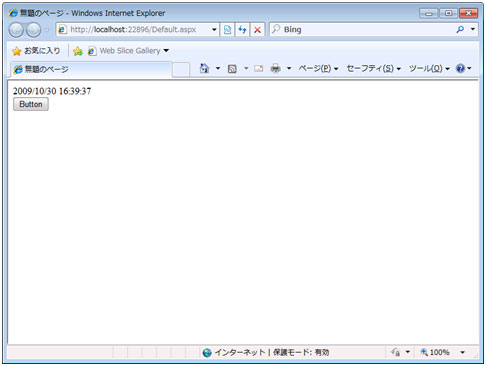 無題のページ - Windows Internet Explorer
http://localhost:22896/Default.aspx
Bing
お気に入り
Web Slice Gallery
無題のページ
ページ(P)
セーフティ(S)
ツール(O)
2009/10/30 16:39:37
Button
インターネット | 保護モード: 有効
100%